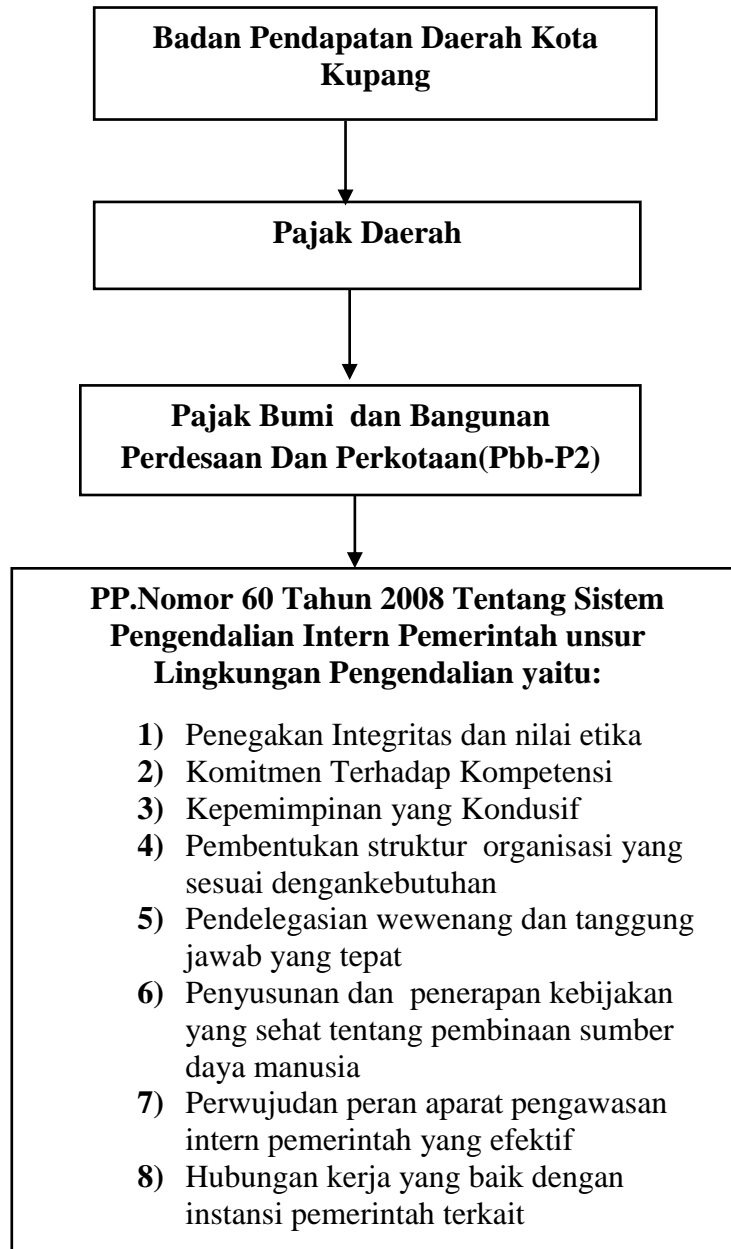 Badan Pendapatan Daerah Kota
Kupang
Pajak Daerah
Pajak Bumi dan Bangunan
Perdesaan Dan Perkotaan(Pbb-P2)
PP.Nomor 60 Tahun 2008 Tentang Sistem
Pengendalian Intern Pemerintah unsur
Lingkungan Pengendalian yaitu:
1) Penegakan Integritas dan nilai etika
2) Komitmen Terhadap Kompetensi
3) Kepemimpinan yang Kondusif
4) Pembentukan struktur organisasi yang
sesuai dengankebutuhan
5) Pendelegasian wewenang dan tanggung
jawab yang tepat
6) Penyusunan dan penerapan kebijakan
yang sehat tentang pembinaan sumber
daya manusia
7) Perwujudan peran aparat pengawasan
intern pemerintah yang efektif
8) Hubungan kerja yang baik dengan
instansi pemerintah terkait